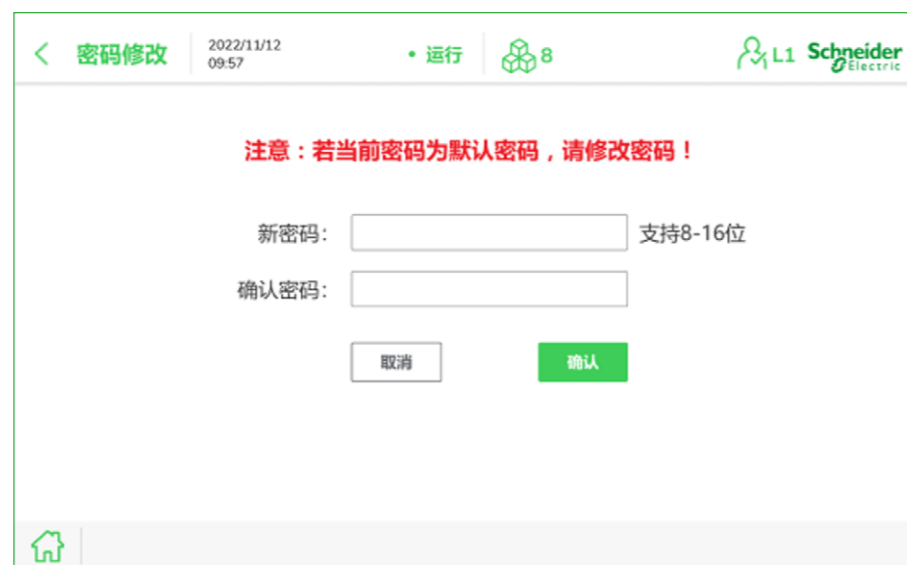 密码修改
2022/11/12
09:57
• 运行
8
L1
Schneider
Electric
注意：若当前密码为默认密码，请修改密码！
新密码： 支持8-16位
确认密码：
取消 确认